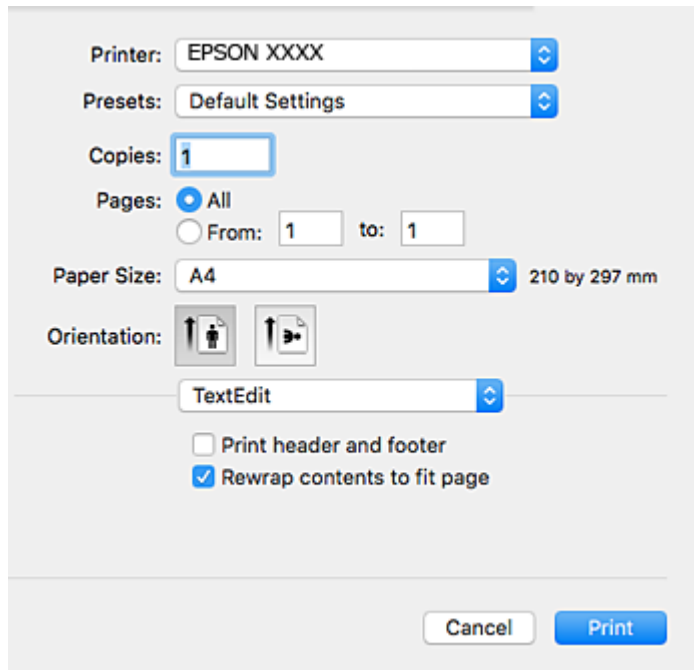 Printer: EPSON XXXX
Presets: Default Settings
Copies: 1
Pages: All
From: 1 to: 1
Paper Size: A4 210 by 297 mm
Orientation:
TextEdit
Print header and footer
Rewrap contents to fit page
Cancel Print